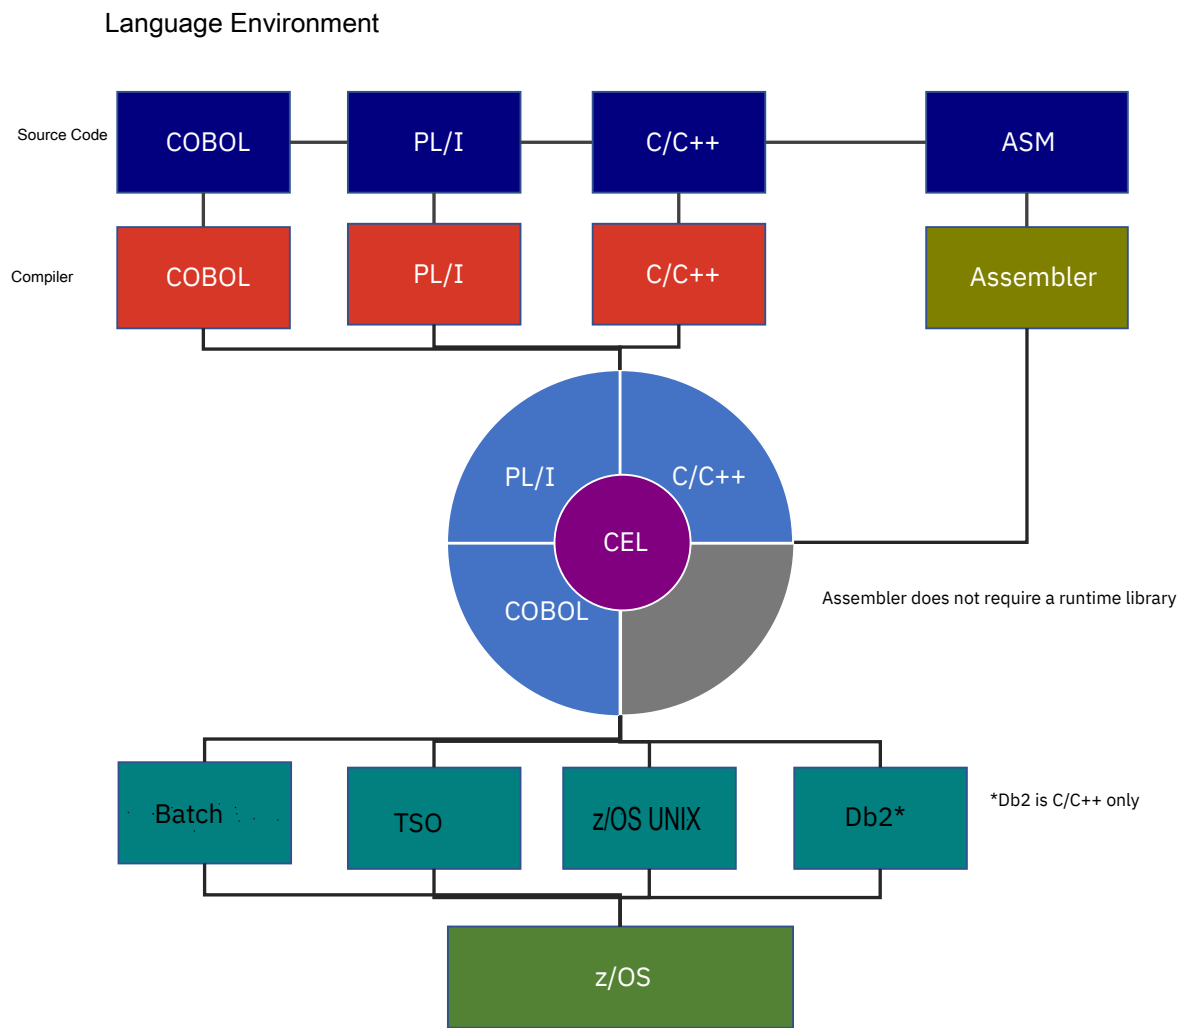 Language Environment
Source Code
COBOL
PL/I
C/C++
ASM
Compiler
COBOL
PL/I
C/C++
Assembler
PL/I
C/C++
CEL
COBOL
Assembler does not require a runtime library
Batch
TSO
z/OS UNIX
Db2*
*Db2 is C/C++ only
z/OS